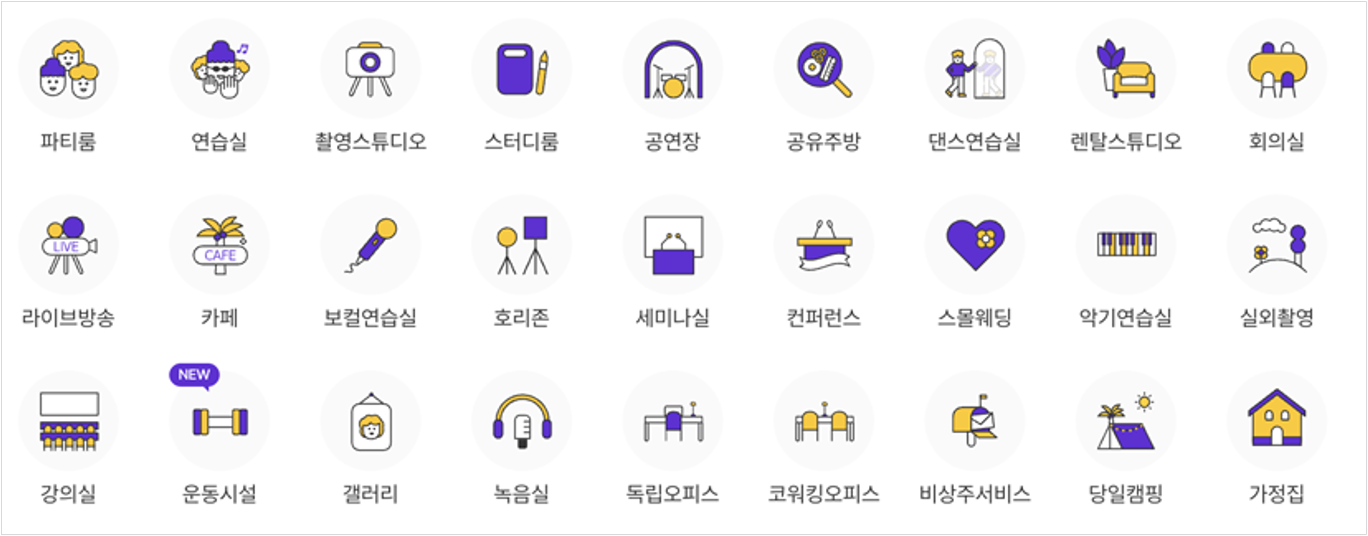 파티룸
연습실
촬영스튜디오
스터디룸
공연장
공유주방
댄스연습실
렌탈스튜디오
회의실
LIVE
라이브방송
CAFE
카페
보컬연습실
호리존
세미나실
컨퍼런스
스몰웨딩
악기연습실
실외촬영
강의실
NEW
운동시설
갤러리
녹음실
독립오피스
코워킹오피스
비상주서비스
당일캠핑
가정집